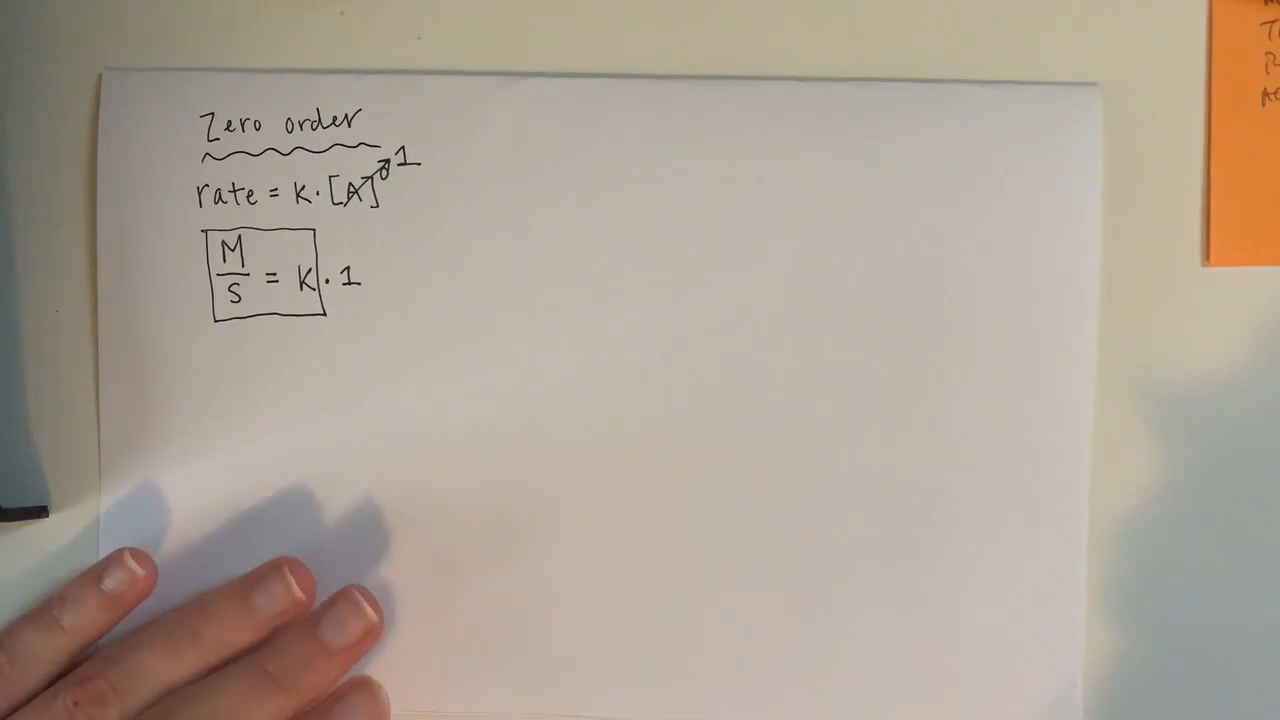 Zero order
rate = k · [A]⁰ 1
M/S = k · 1